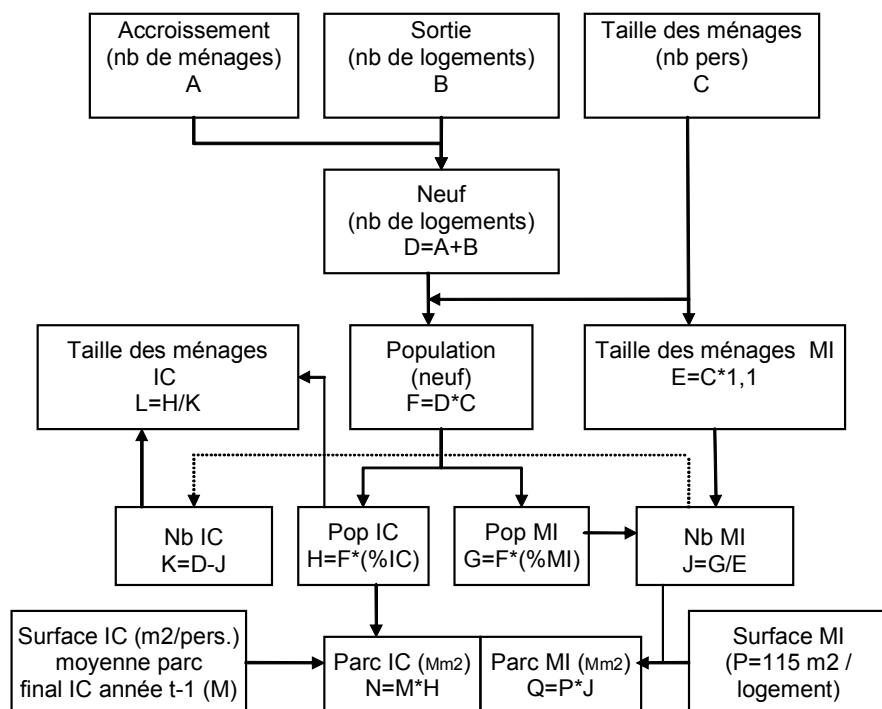 Accroissement
(nb de ménages)
A
Sortie
(nb de logements)
B
Taille des ménages
(nb pers)
C
Neuf
(nb de logements)
D=A+B
Taille des ménages
IC
L=H/K
Population
(neuf)
F=D*C
Taille des ménages MI
E=C*1,1
Nb IC
K=D-J
Pop IC
H=F*(%IC)
Pop MI
G=F*(%MI)
Nb MI
J=G/E
Surface IC (m2/pers.)
moyenne parc
final IC année t-1 (M)
Parc IC (Mm2)
N=M*H
Parc MI (Mm2)
Q=P*J
Surface MI
(P=115 m2 /
logement)